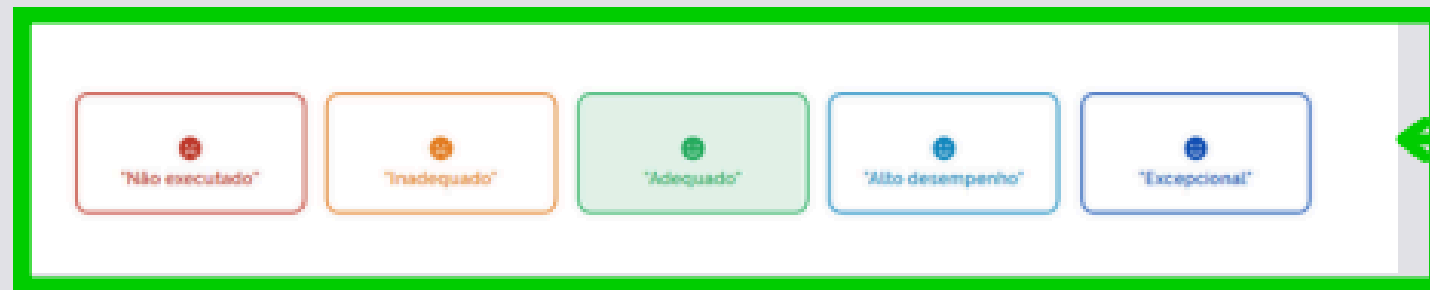 "Não executado"
"Inadequado"
"Adequado"
"Alto desempenho"
"Excepcional"